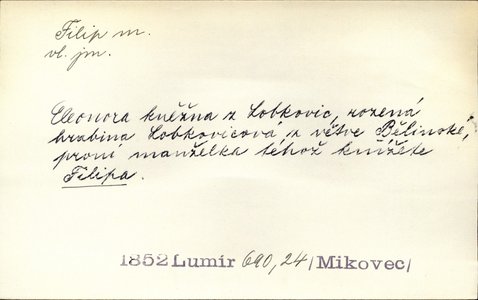 Filip m.
vl. jm.
Eleonora kněžna z Lobkovic, rozená
hrabina Lobkovicová z větve Bělinské,
první manželka téhož knížete
Filipa.
1852 Lumír 690, 24/Mikovec/